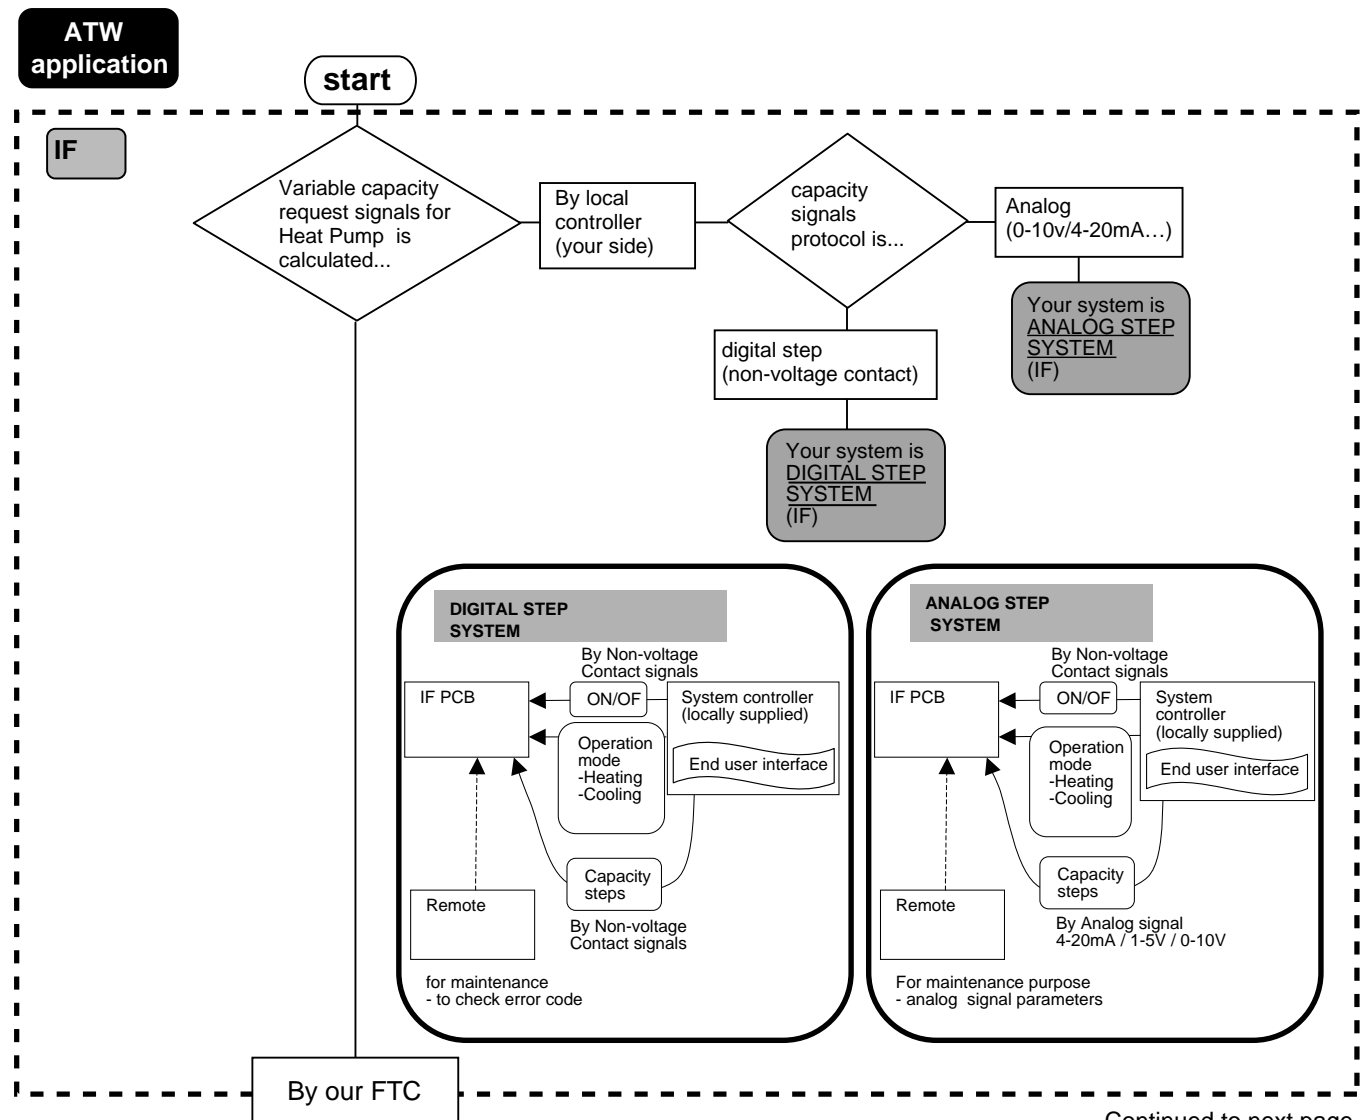 ATW
application
start
IF
Variable capacity
request signals for
Heat Pump is
calculated...
By local
controller
(your side)
capacity
signals
protocol is...
Analog
(0-10v/4-20mA…)
Your system is
ANALOG STEP
SYSTEM
(IF)
digital step
(non-voltage contact)
Your system is
DIGITAL STEP
SYSTEM
(IF)
DIGITAL STEP
SYSTEM
By Non-voltage
Contact signals
IF PCB
ON/OF
System controller
(locally supplied)
Operation
mode
-Heating
-Cooling
End user interface
Capacity
steps
Remote
By Non-voltage
Contact signals
for maintenance
- to check error code
ANALOG STEP
SYSTEM
By Non-voltage
Contact signals
IF PCB
ON/OF
System
controller
(locally supplied)
Operation
mode
-Heating
-Cooling
End user interface
Capacity
steps
Remote
By Analog signal
4-20mA / 1-5V / 0-10V
For maintenance purpose
- analog signal parameters
By our FTC
Continued to next page